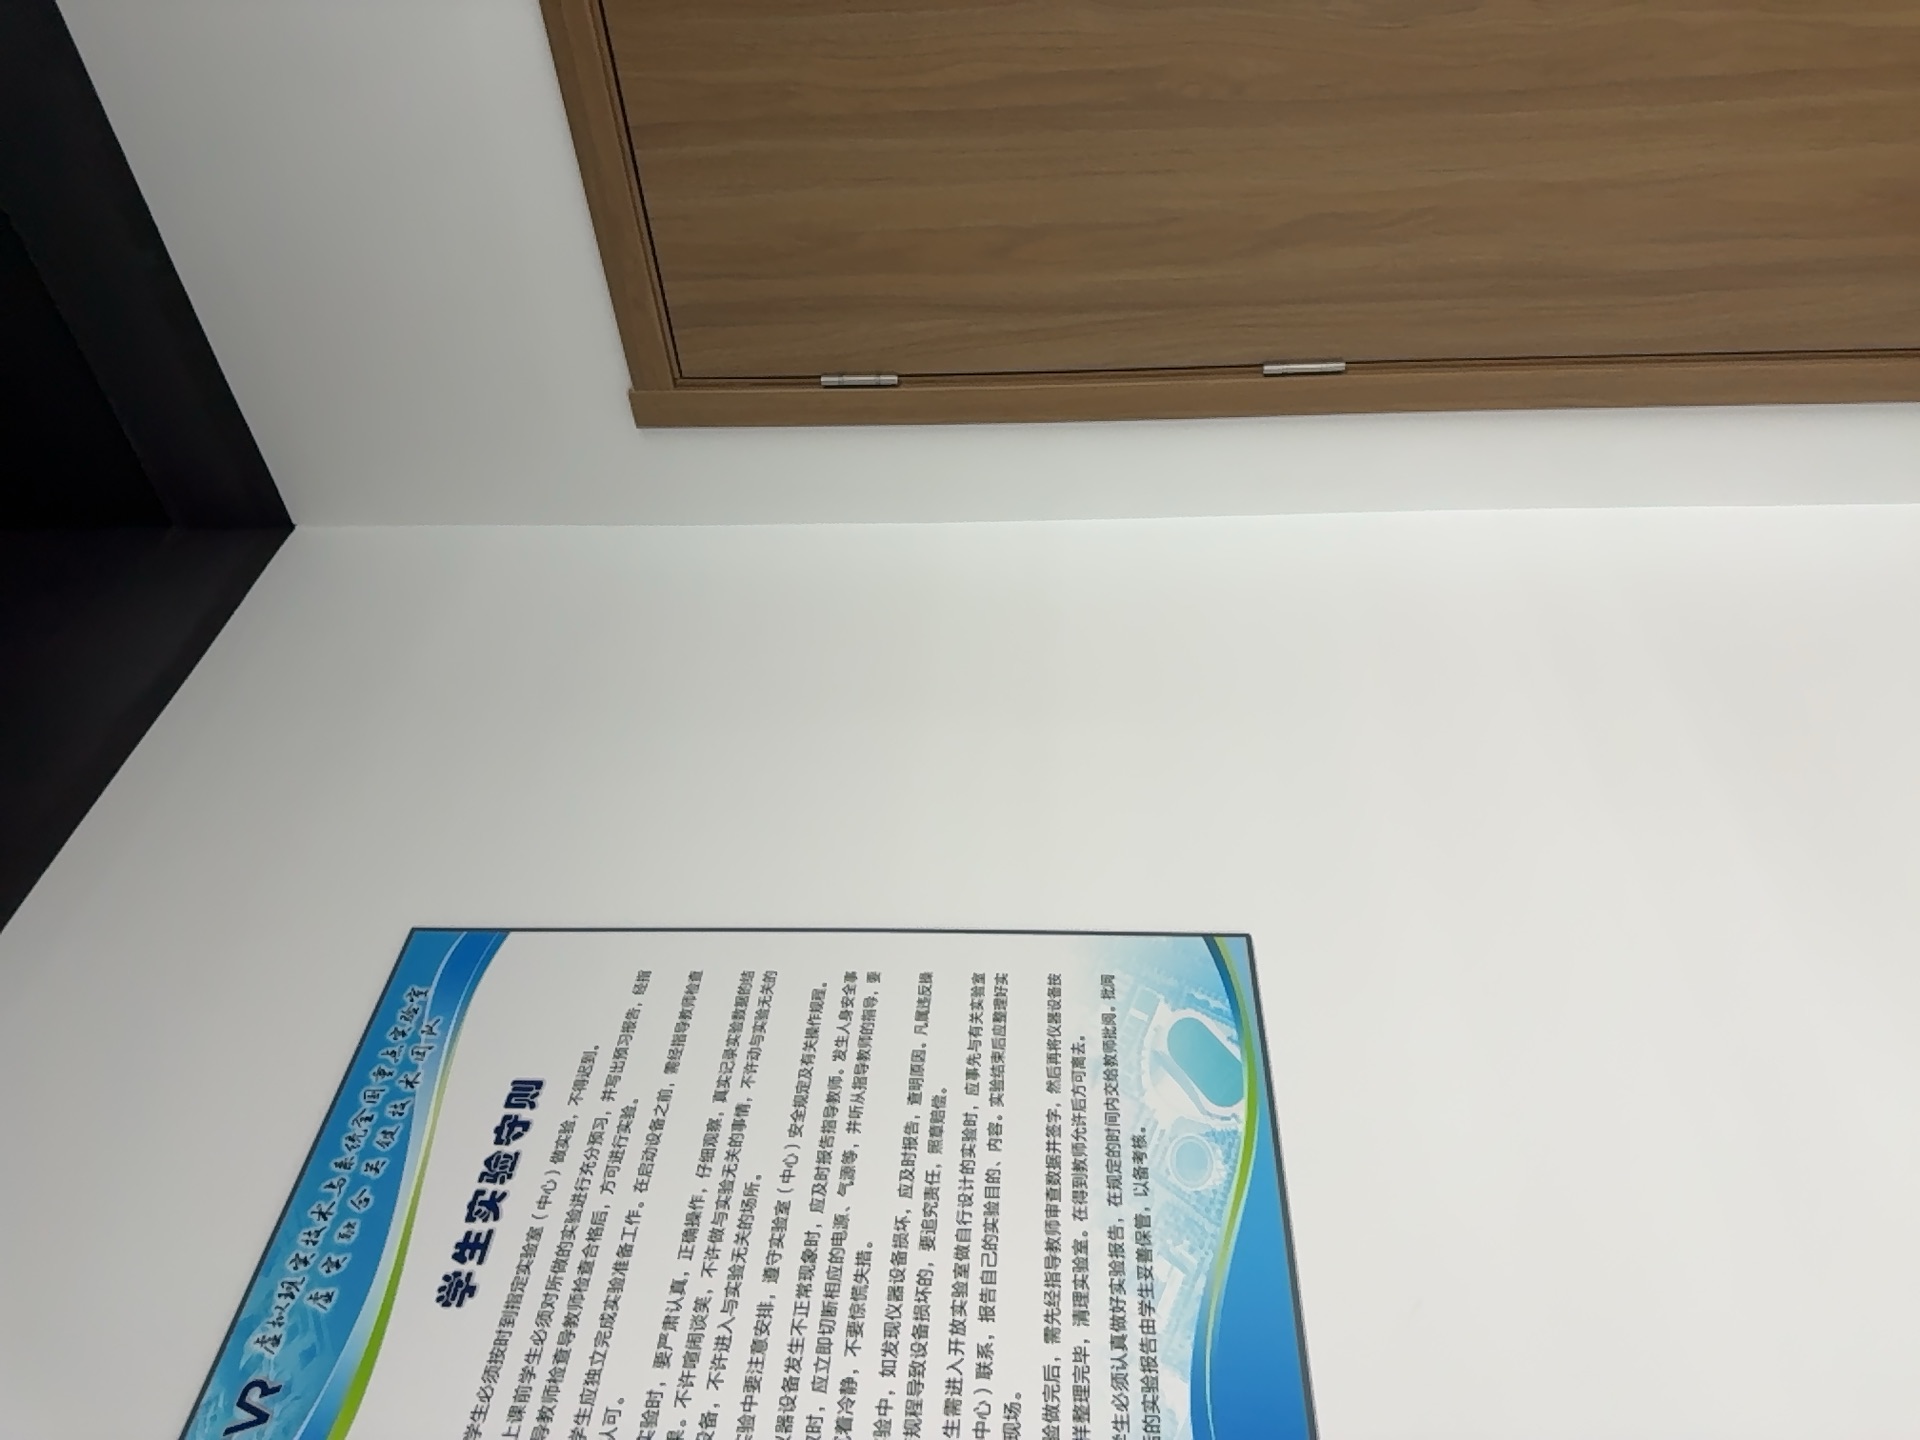 VR 虚拟现实技术与系统全国重点实验室
虚实融合关键技术团队
学生实验守则
学生必须按时到指定实验室（中心）做实验，不得迟到。
上课前学生必须对所做的实验进行充分预习，并写出预习报告，经指
导教师检查导教师检查合格后，方可进行实验。
学生应独立完成实验准备工作。在启动设备之前，需经指导教师检查
认可。
实验时，要严肃认真，正确操作，仔细观察，真实记录实验数据的结
果。不许喧闹谈笑，不许做与实验无关的事情，不许动与实验无关的
设备，不许进入与实验无关的场所。
实验中要注意安排，遵守实验室（中心）安全规定及有关操作规程。
仪器设备发生不正常现象时，应及时报告指导教师。发生人身安全事
故时，应立即切断相应的电源、气源等，并听从指导教师的指导，要
沉着冷静，不要惊慌失措。
验中，如发现仪器设备损坏，应及时报告，查明原因。凡属违反操
规程导致设备损坏的，要追究责任，照章赔偿。
生需进入开放实验室做自行设计的实验时，应事先与有关实验室
中心）联系，报告自己的实验目的、内容。实验结束后应整理好实
现场。
验做完后，需先经指导教师审查数据并签字，然后再将仪器设备按
样整理完毕，清理实验室。在得到教师允许后方可离去。
学生必须认真做好实验报告，在规定的时间内交给教师批阅。批阅
后的实验报告由学生妥善保管，以备考核。